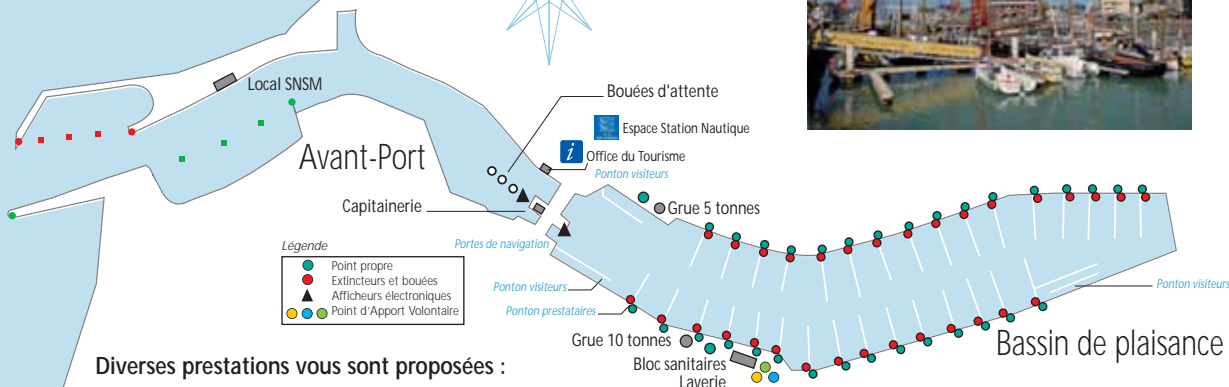 Local SNSM
Bouées d'attente
Espace Station Nautique
i Office du Tourisme
Ponton visiteurs
Avant-Port
Capitainerie
Grue 5 tonnes
Portes de navigation
Légende
Point propre
Extincteurs et bouées
Afficheurs électroniques
Point d'Apport Volontaire
Ponton visiteurs
Ponton prestataires
Ponton visiteurs
Grue 10 tonnes
Bloc sanitaires
Laverie
Bassin de plaisance
Diverses prestations vous sont proposées :